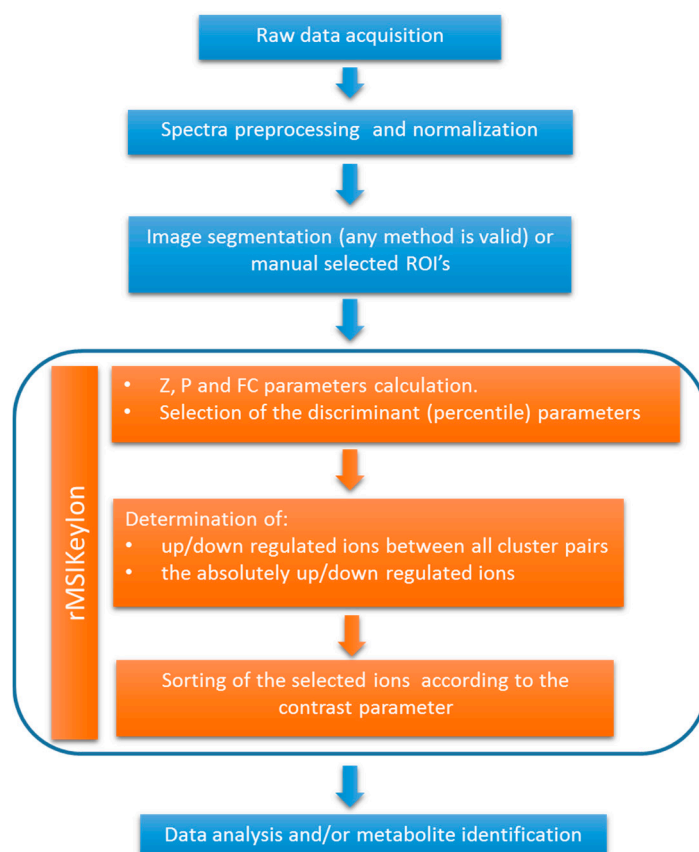 Raw data acquisition
Spectra preprocessing and normalization
Image segmentation (any method is valid) or
manual selected ROI's
rMSIKeyIon
• Z, P and FC parameters calculation.
• Selection of the discriminant (percentile) parameters
Determination of:
• up/down regulated ions between all cluster pairs
• the absolutely up/down regulated ions
Sorting of the selected ions according to the
contrast parameter
Data analysis and/or metabolite identification